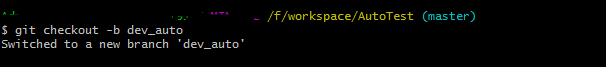 /f/workspace/AutoTest (master)
$ git checkout -b dev_auto
Switched to a new branch 'dev_auto'